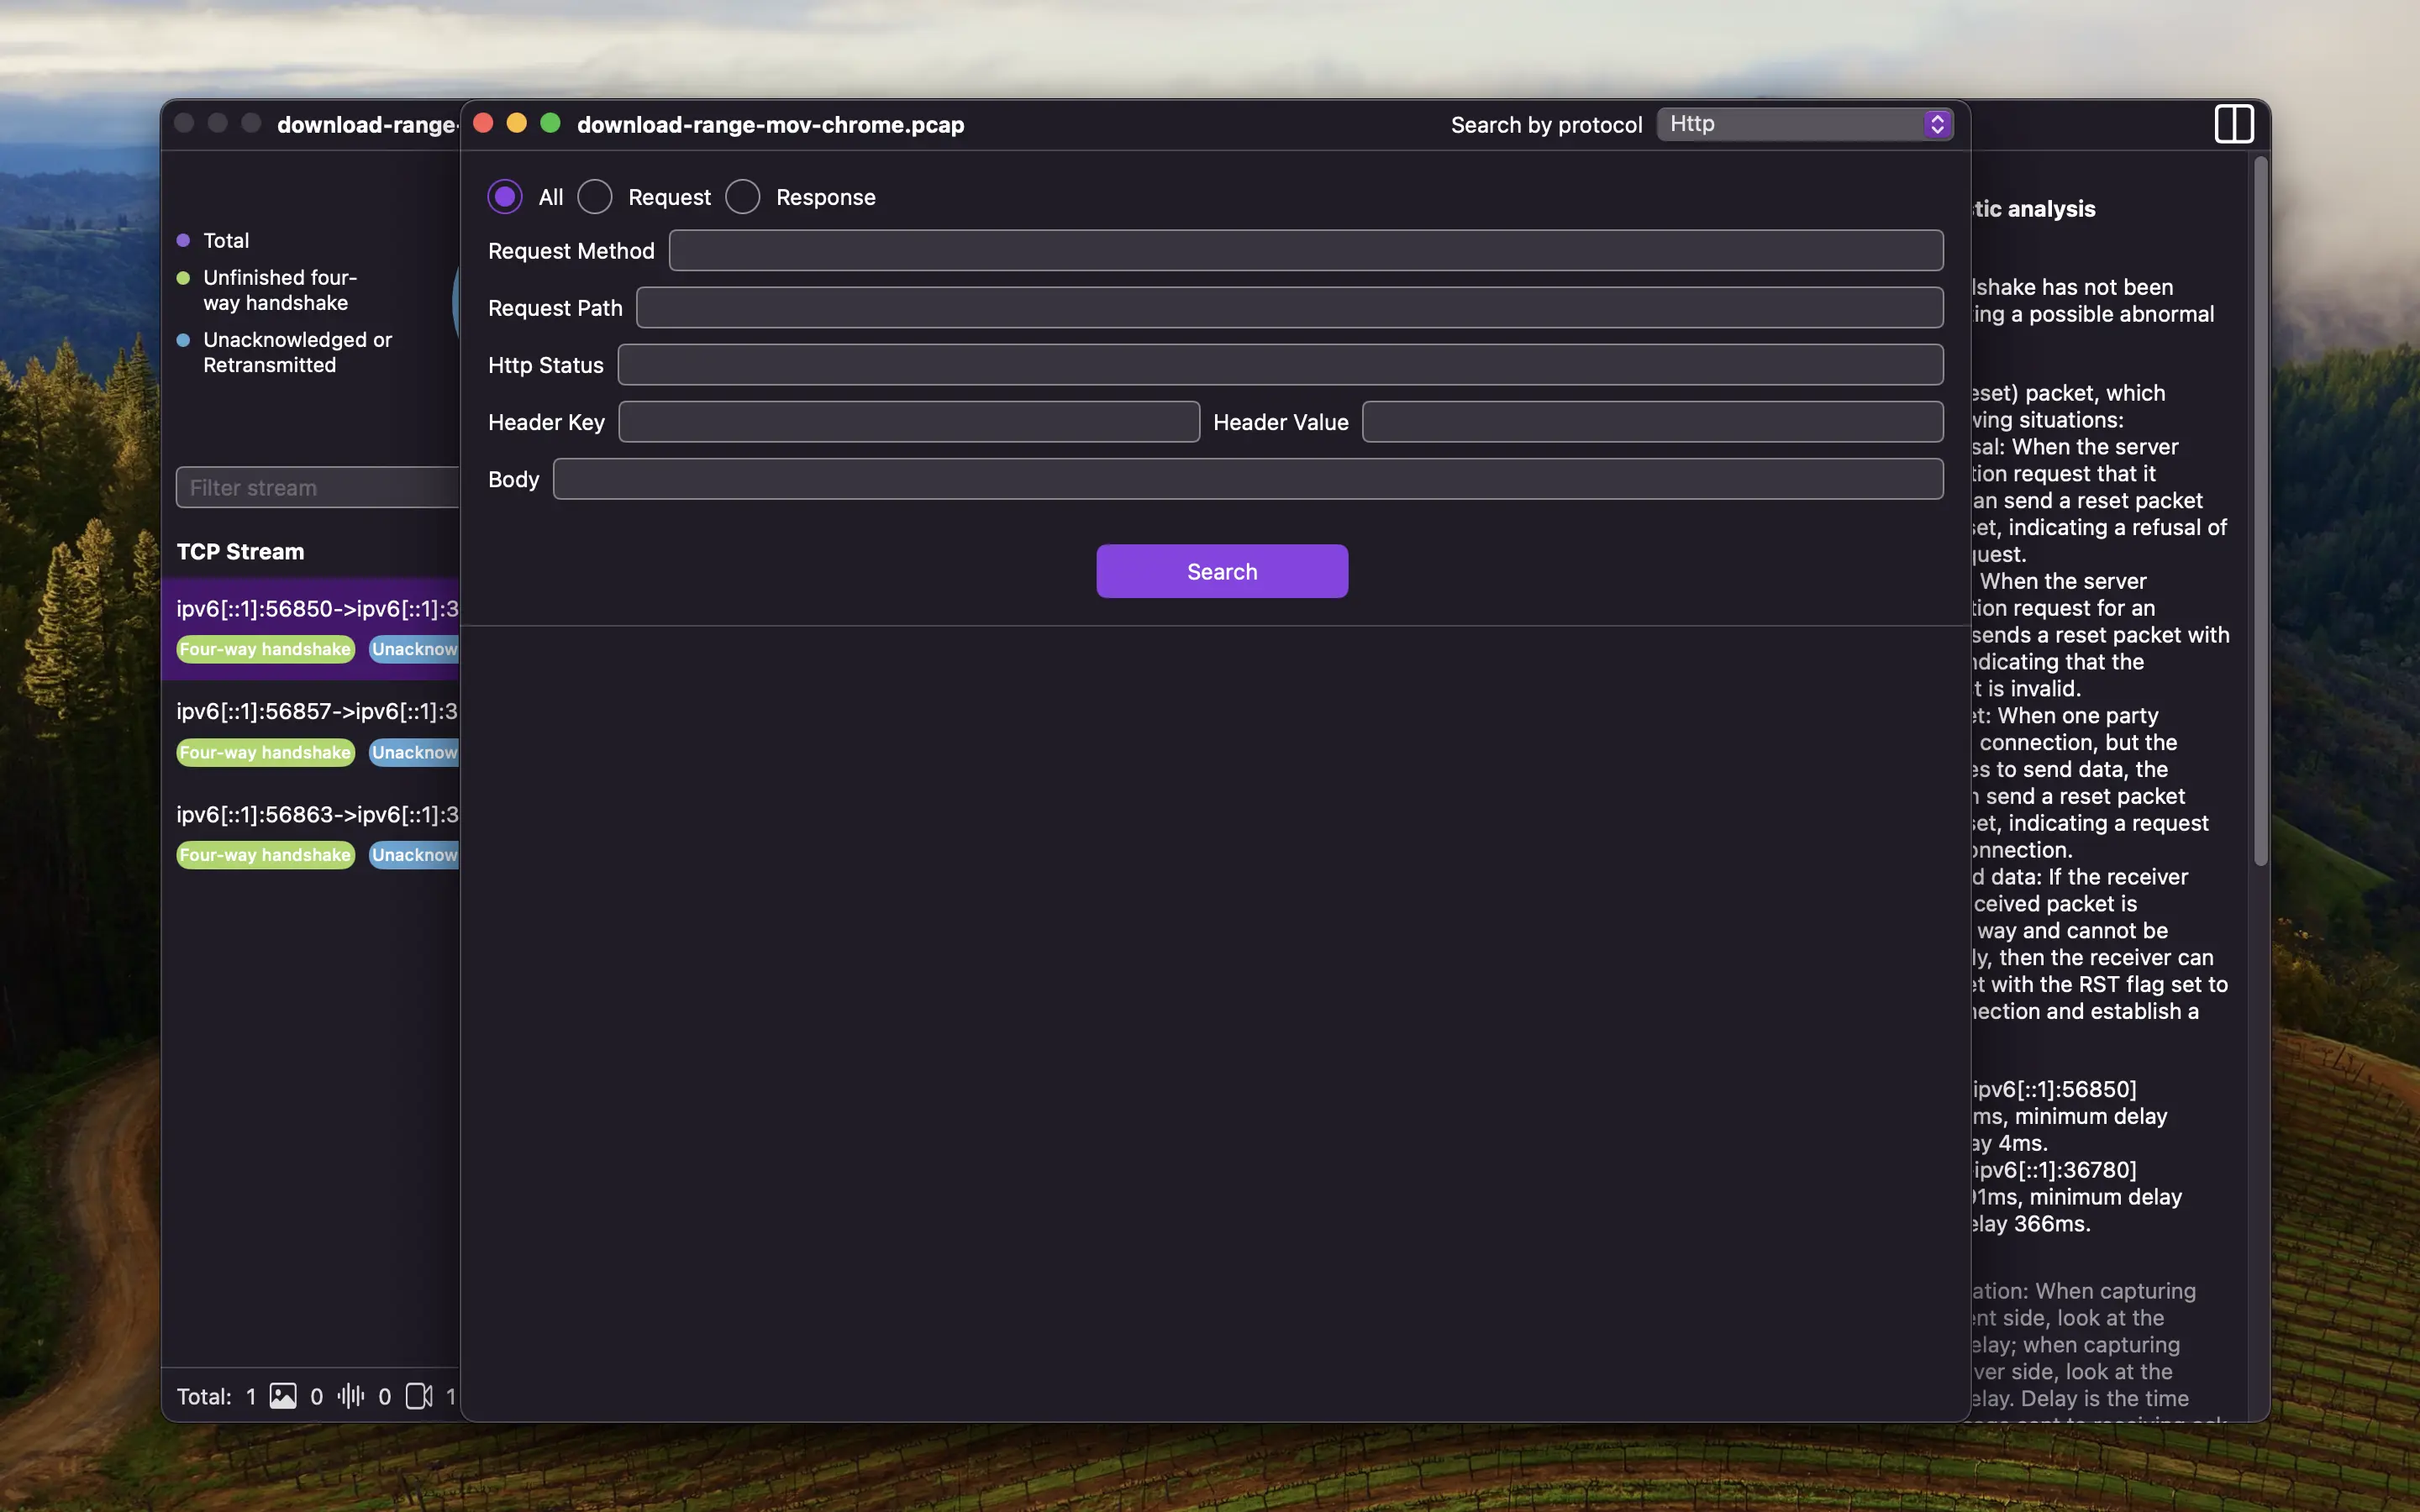 download-range-
download-range-mov-chrome.pcap
Search by protocol
Http
All
Request
Response
Request Method
Request Path
Http Status
Header Key
Header Value
Body
Search
Total
Unfinished four-
way handshake
Unacknowledged or
Retransmitted
Filter stream
TCP Stream
ipv6[::1]:56850->ipv6[::1]:3
Four-way handshake
Unacknow
ipv6[::1]:56857->ipv6[::1]:3
Four-way handshake
Unacknow
ipv6[::1]:56863->ipv6[::1]:3
Four-way handshake
Unacknow
Total: 1 0 0 1
tic analysis
shake has not been
ing a possible abnormal
eset) packet, which
wing situations:
sal: When the server
tion request that it
an send a reset packet
set, indicating a refusal of
quest.
When the server
tion request for an
sends a reset packet with
ndicating that the
t is invalid.
et: When one party
connection, but the
es to send data, the
n send a reset packet
set, indicating a request
onnection.
d data: If the receiver
ceived packet is
way and cannot be
ly, then the receiver can
et with the RST flag set to
nection and establish a
ipv6[::1]:56850]
ms, minimum delay
ay 4ms.
ipv6[::1]:36780]
91ms, minimum delay
elay 366ms.
ation: When capturing
ent side, look at the
elay; when capturing
ver side, look at the
elay. Delay is the time